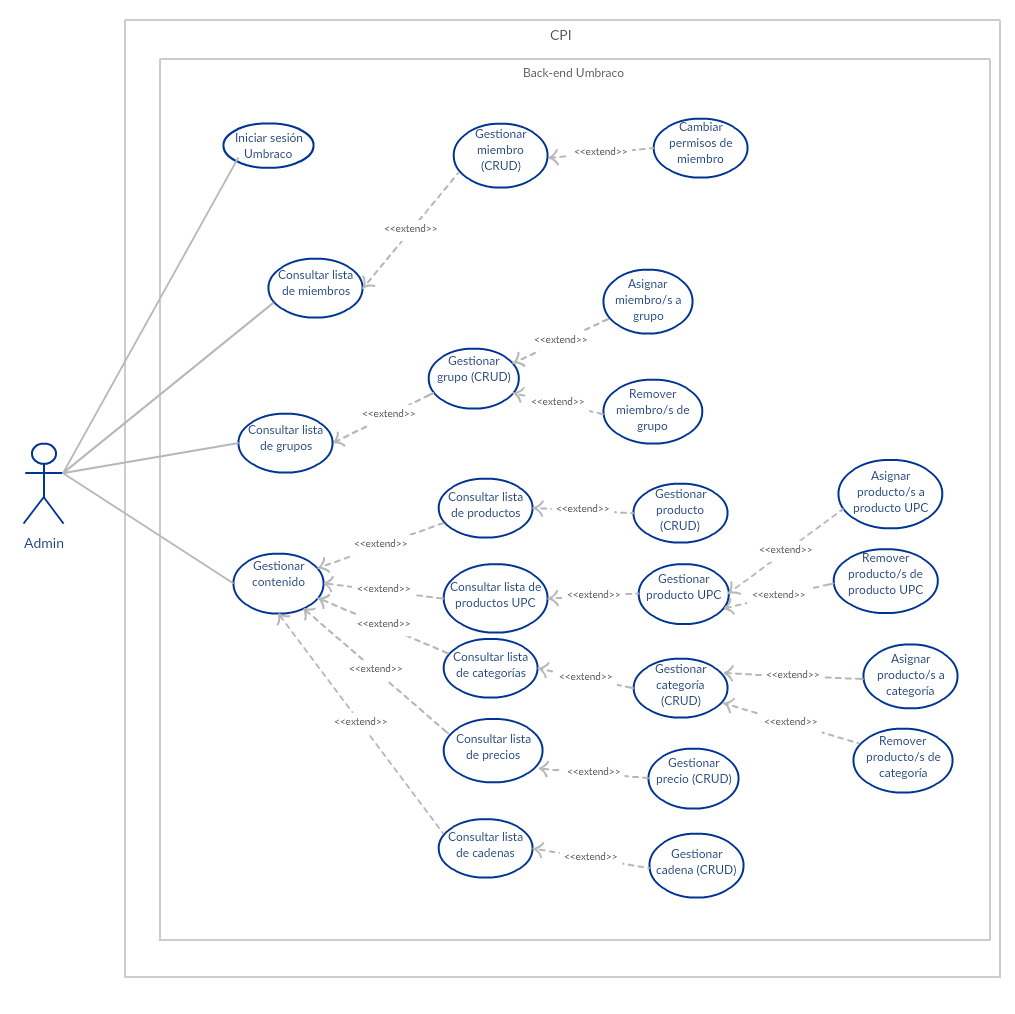 CPI
Back-end Umbraco
Iniciar sesión
Umbraco
Gestionar
miembro
(CRUD)
<<extend>>
Cambiar
permisos de
miembro
<<extend>>
Consultar lista
de miembros
Asignar
miembro/s a
grupo
<<extend>>
Gestionar
grupo (CRUD)
<<extend>>
Remover
miembro/s de
grupo
<<extend>>
Consultar lista
de grupos
Admin
Gestionar
contenido
<<extend>>
Consultar lista
de productos
<<extend>>
Gestionar
producto
(CRUD)
Asignar
producto/s a
producto UPC
<<extend>>
<<extend>>
Consultar lista de
productos UPC
<<extend>>
Gestionar
producto UPC
<<extend>>
Remover
producto/s de
producto UPC
<<extend>>
Consultar lista
de categorías
<<extend>>
Gestionar
categoría
(CRUD)
<<extend>>
Asignar
producto/s a
categoría
<<extend>>
Remover
producto/s de
categoría
<<extend>>
Consultar lista
de precios
<<extend>>
Gestionar
precio (CRUD)
<<extend>>
Consultar lista
de cadenas
<<extend>>
Gestionar
cadena (CRUD)